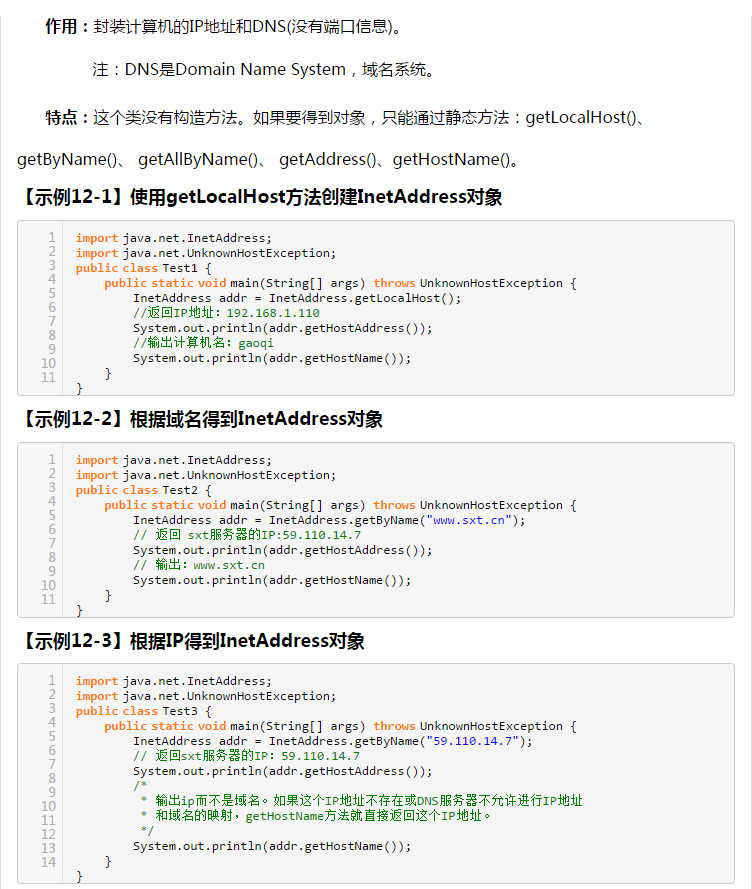 作用：封装计算机的IP地址和DNS(没有端口信息)。
注：DNS是Domain Name System，域名系统。
特点：这个类没有构造方法。如果要得到对象，只能通过静态方法：getLocalHost()、
getByName()、 getAllByName()、 getAddress()、getHostName()。
【示例12-1】使用getLocalHost方法创建InetAddress对象
1 import java.net.InetAddress;
2 import java.net.UnknownHostException;
3 public class Test1 {
4     public static void main(String[] args) throws UnknownHostException {
5         InetAddress addr = InetAddress.getLocalHost();
6         //返回IP地址：192.168.1.110
7         System.out.println(addr.getHostAddress());
8         //输出计算机名：gaoqi
9         System.out.println(addr.getHostName());
10     }
11 }
【示例12-2】根据域名得到InetAddress对象
1 import java.net.InetAddress;
2 import java.net.UnknownHostException;
3 public class Test2 {
4     public static void main(String[] args) throws UnknownHostException {
5         InetAddress addr = InetAddress.getByName("www.sxt.cn");
6         // 返回 sxt服务器的IP:59.110.14.7
7         System.out.println(addr.getHostAddress());
8         // 输出：www.sxt.cn
9         System.out.println(addr.getHostName());
10     }
11 }
【示例12-3】根据IP得到InetAddress对象
1 import java.net.InetAddress;
2 import java.net.UnknownHostException;
3 public class Test3 {
4     public static void main(String[] args) throws UnknownHostException {
5         InetAddress addr = InetAddress.getByName("59.110.14.7");
6         // 返回sxt服务器的IP：59.110.14.7
7         System.out.println(addr.getHostAddress());
8         /*
9          * 输出ip而不是域名。如果这个IP地址不存在或DNS服务器不允许进行IP地址
10          * 和域名的映射，getHostName方法就直接返回这个IP地址。
11          */
12         System.out.println(addr.getHostName());
13     }
14 }